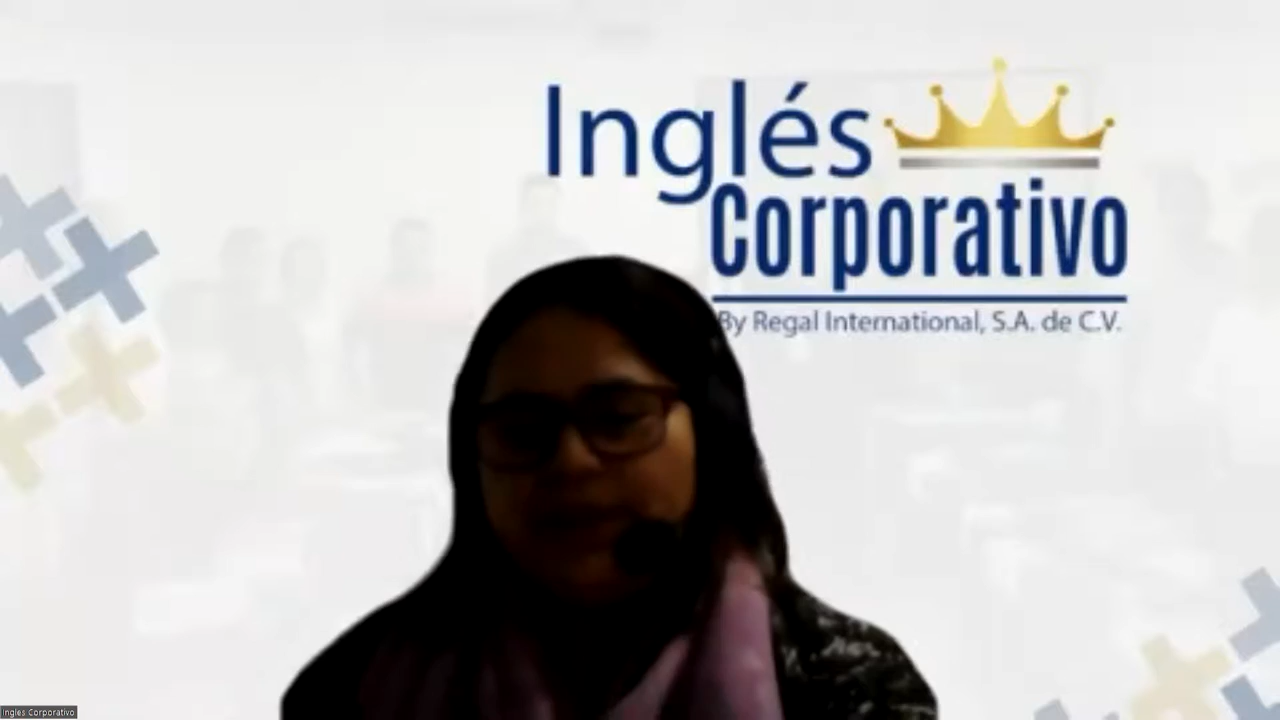 Inglés
Corporativo
By Regal International, S.A. de C.V.
Inglés Corporativo